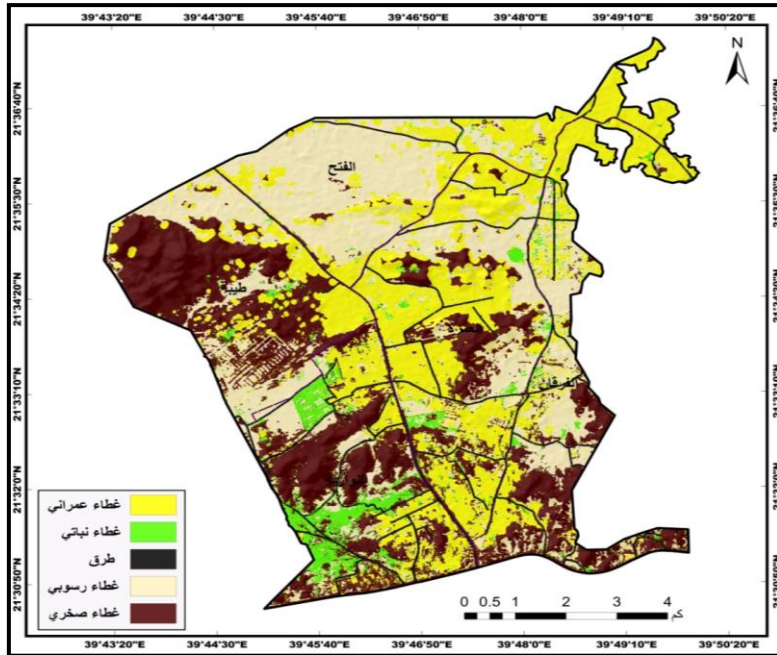 39°43'20"E 39°44'30"E 39°45'40"E 39°46'50"E 39°48'0"E 39°49'10"E 39°50'20"E
N
21°36'40"N
الفتح
21°35'30"N
21°34'20"N
طيبة
21°33'10"N
21°32'0"N
21°30'50"N
غطاء عمراني
غطاء نباتي
طرق
غطاء رسوبي
غطاء صخري
0 0.5 1 2 3 4 كم
39°43'20"E 39°44'30"E 39°45'40"E 39°46'50"E 39°48'0"E 39°49'10"E 39°50'20"E